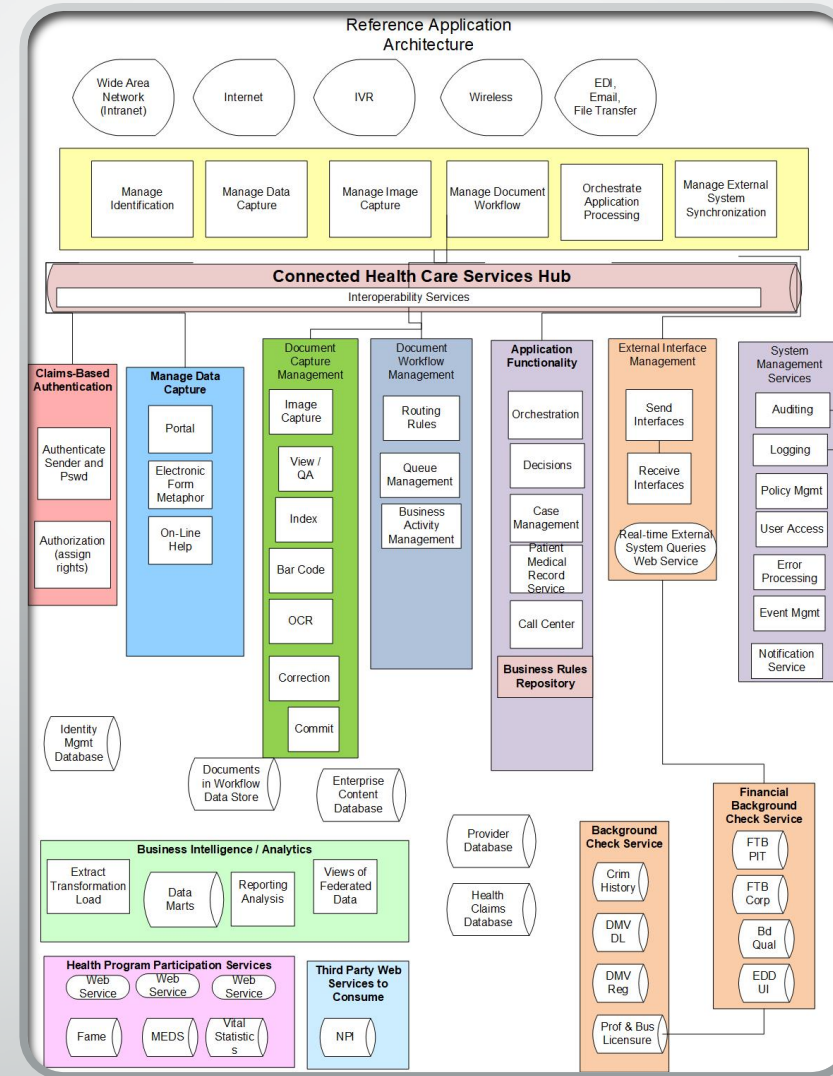 Reference Application
Architecture
Wide Area
Network
(Intranet)
Internet
IVR
Wireless
EDI,
Email,
File Transfer
Manage
Identification
Manage Data
Capture
Manage Image
Capture
Manage Document
Workflow
Orchestrate
Application
Processing
Manage External
System
Synchronization
Connected Health Care Services Hub
Interoperability Services
Claims-Based
Authentication
Authenticate
Sender and
Pswd
Authorization
(assign
rights)
Manage Data
Capture
Portal
Electronic
Form
Metaphor
On-Line
Help
Document
Capture
Management
Image
Capture
View /
QA
Index
Bar Code
OCR
Correction
Commit
Document
Workflow
Management
Routing
Rules
Queue
Management
Business
Activity
Management
Application
Functionality
Orchestration
Decisions
Case
Management
Patient
Medical
Record
Service
Call Center
Business Rules
Repository
External Interface
Management
Send
Interfaces
Receive
Interfaces
Real-time External
System Queries
Web Service
System
Management
Services
Auditing
Logging
Policy Mgmt
User Access
Error
Processing
Event Mgmt
Notification
Service
Identity
Mgmt
Database
Documents
in Workflow
Data Store
Enterprise
Content
Database
Provider
Database
Health
Claims
Database
Business Intelligence / Analytics
Extract
Transformation
Load
Data
Marts
Reporting
Analysis
Views of
Federated
Data
Health Program Participation Services
Web
Service
Web
Service
Web
Service
Fame
MEDS
Vital
Statistic
s
Third Party Web
Services to
Consume
NPI
Background
Check Service
Crim
History
DMV
DL
DMV
Reg
Prof & Bus
Licensure
Financial
Background
Check Service
FTB
PIT
FTB
Corp
Bd
Qual
EDD
UI